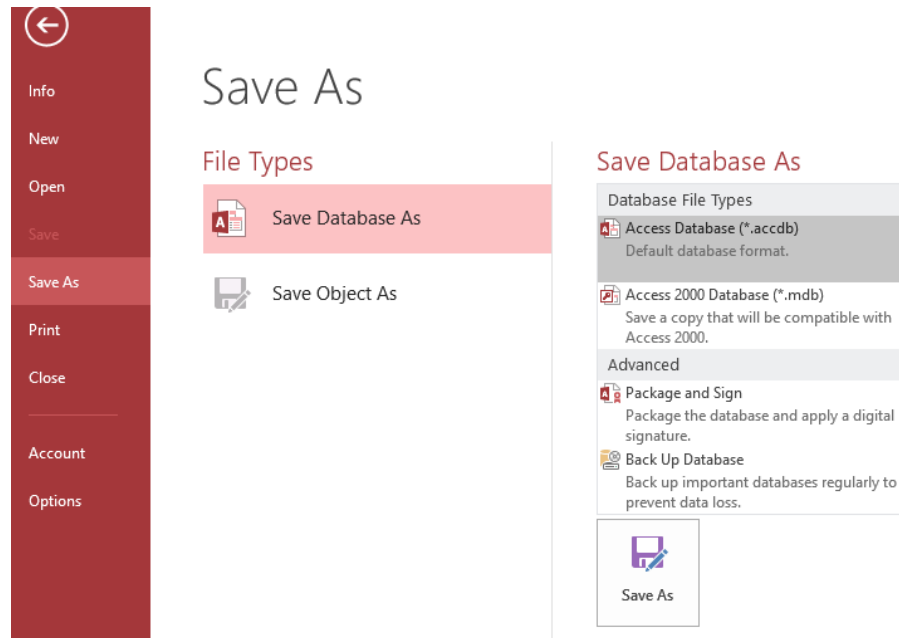 Info
New
Open
Save
Save As
Print
Close
Account
Options
Save As
File Types
Save Database As
Save Object As
Save Database As
Database File Types
Access Database (*.accdb)
Default database format.
Access 2000 Database (*.mdb)
Save a copy that will be compatible with
Access 2000.
Advanced
Package and Sign
Package the database and apply a digital
signature.
Back Up Database
Back up important databases regularly to
prevent data loss.
Save As